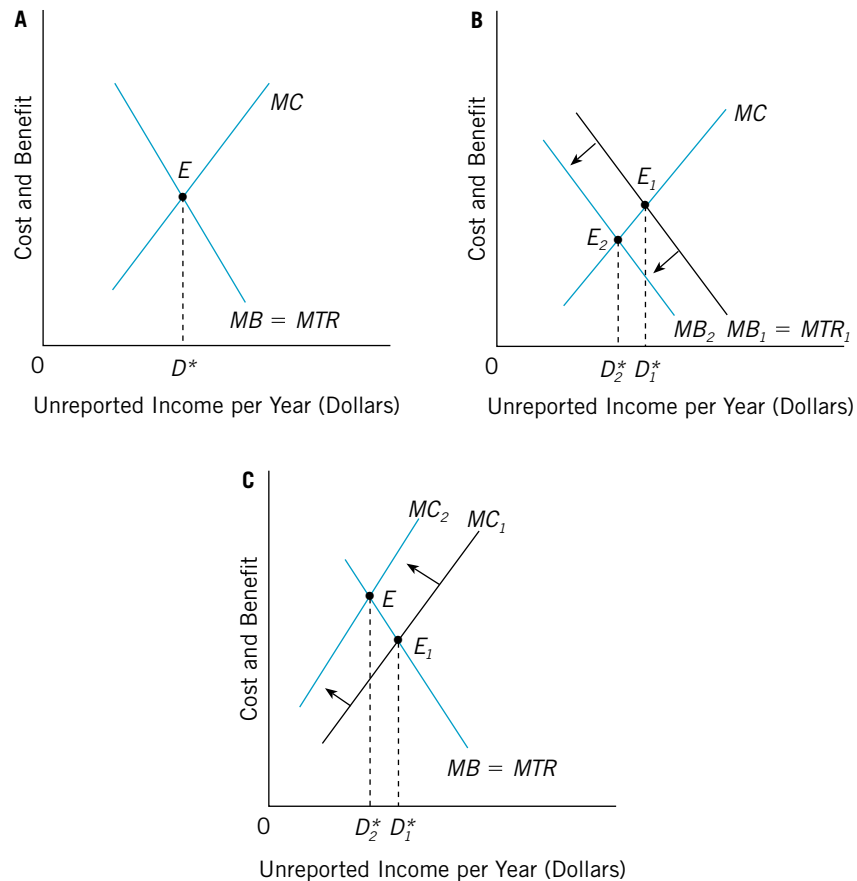 A
Cost and Benefit
MC
E
MB = MTR
0
D*
Unreported Income per Year (Dollars)
B
Cost and Benefit
MC
E₁
E₂
MB₂ MB₁ = MTR₁
0
D₂* D₁*
Unreported Income per Year (Dollars)
C
Cost and Benefit
MC₂
MC₁
E
E₁
MB = MTR
0
D₂* D₁*
Unreported Income per Year (Dollars)